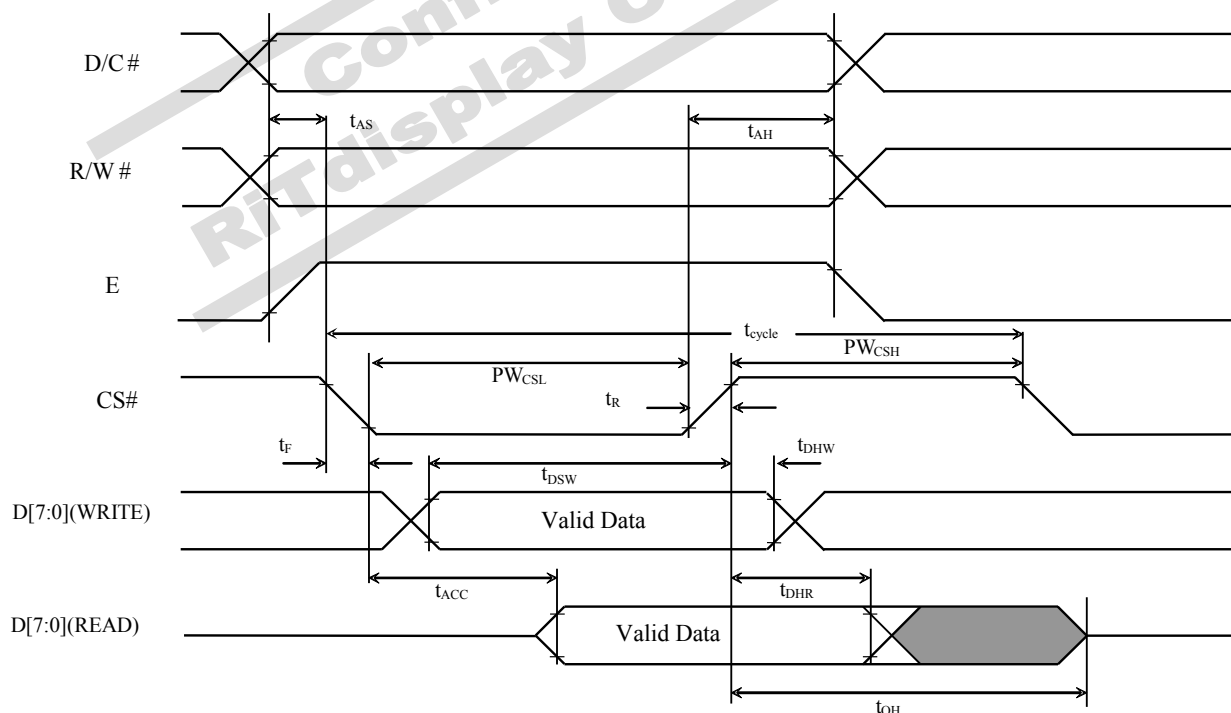 Conf
RiTdisplay C
D/C#
tAS
tAH
R/W#
E
tcycle
PWCSL
PWCSH
CS#
tR
tF
tDSW
tDHW
D[7:0](WRITE)
Valid Data
tACC
tDHR
D[7:0](READ)
Valid Data
tOH